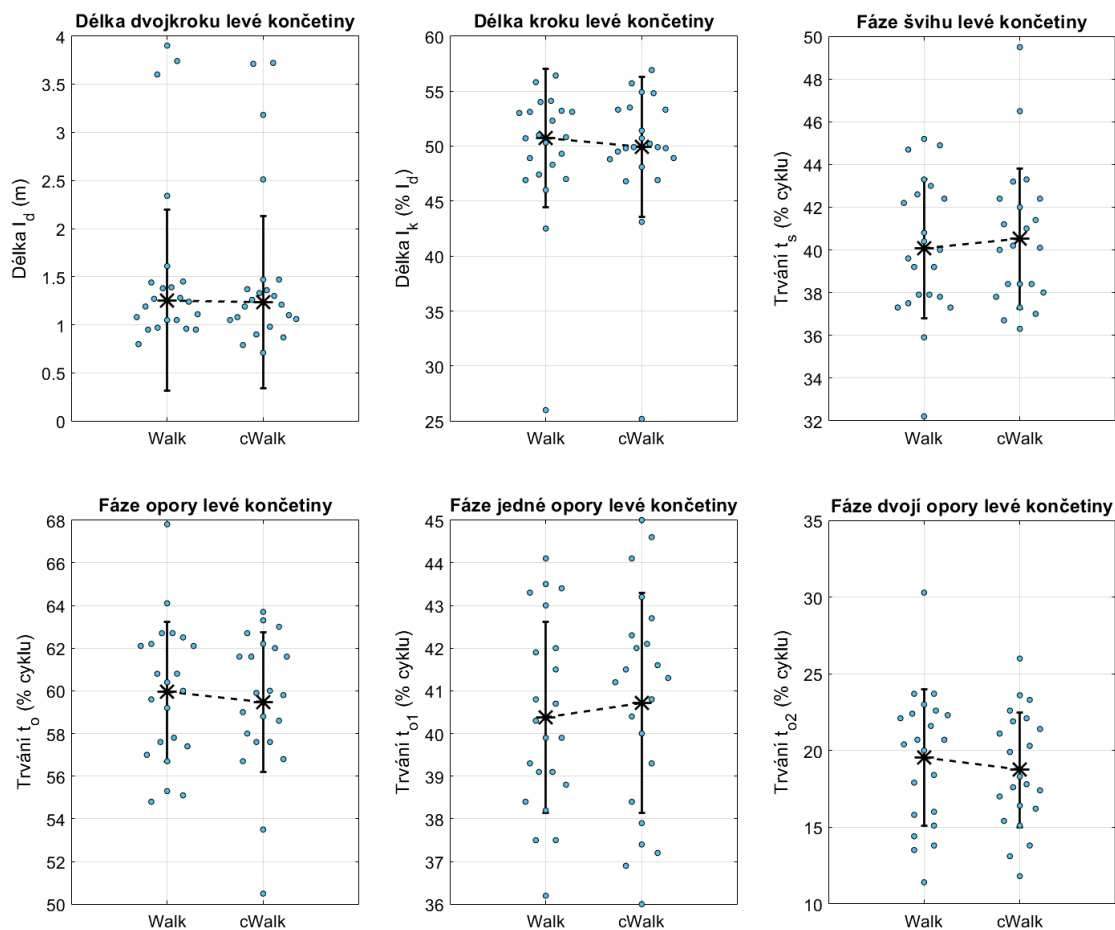 Délka dvojkroku levé končetiny
Délka l_d (m)
4
3.5
3
2.5
2
1.5
1
0.5
0
Walk cWalk
Délka kroku levé končetiny
Délka l_k (% l_d)
60
55
50
45
40
35
30
25
Walk cWalk
Fáze švihu levé končetiny
Trvání t_s (% cyklu)
50
48
46
44
42
40
38
36
34
32
Walk cWalk
Fáze opory levé končetiny
Trvání t_o (% cyklu)
68
66
64
62
60
58
56
54
52
50
Walk cWalk
Fáze jedné opory levé končetiny
Trvání t_o1 (% cyklu)
45
44
43
42
41
40
39
38
37
36
Walk cWalk
Fáze dvojí opory levé končetiny
Trvání t_o2 (% cyklu)
35
30
25
20
15
10
Walk cWalk